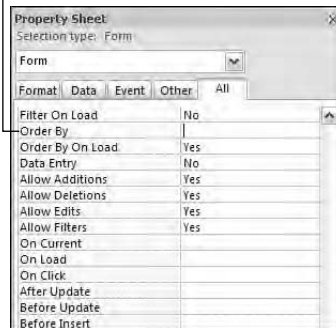 Property Sheet
Selection type: Form
Form
Format Data Event Other All
Filter On Load No
Order By
Order By On Load Yes
Data Entry No
Allow Additions Yes
Allow Deletions Yes
Allow Edits Yes
Allow Filters Yes
On Current
On Load
On Click
After Update
Before Update
Before Insert